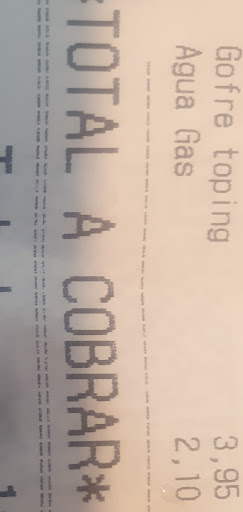 Gofre toping 3,95
Agua Gas 2,10
*TOTAL A COBRAR*